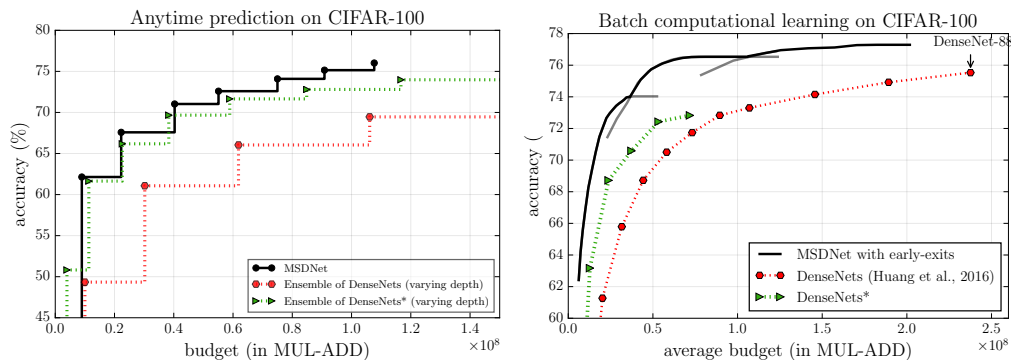 Anytime prediction on CIFAR-100
80
75
70
65
60
55
50
45
accuracy (%)
0.0
0.2
0.4
0.6
0.8
1.0
1.2
1.4
×10⁸
budget (in MUL-ADD)
MSDNet
Ensemble of DenseNets (varying depth)
Ensemble of DenseNets* (varying depth)
Batch computational learning on CIFAR-100
DenseNet-88
76
74
72
70
68
66
64
62
60
accuracy (
0.0
0.5
1.0
1.5
2.0
2.5
×10⁸
average budget (in MUL-ADD)
MSDNet with early-exits
DenseNets (Huang et al., 2016)
DenseNets*